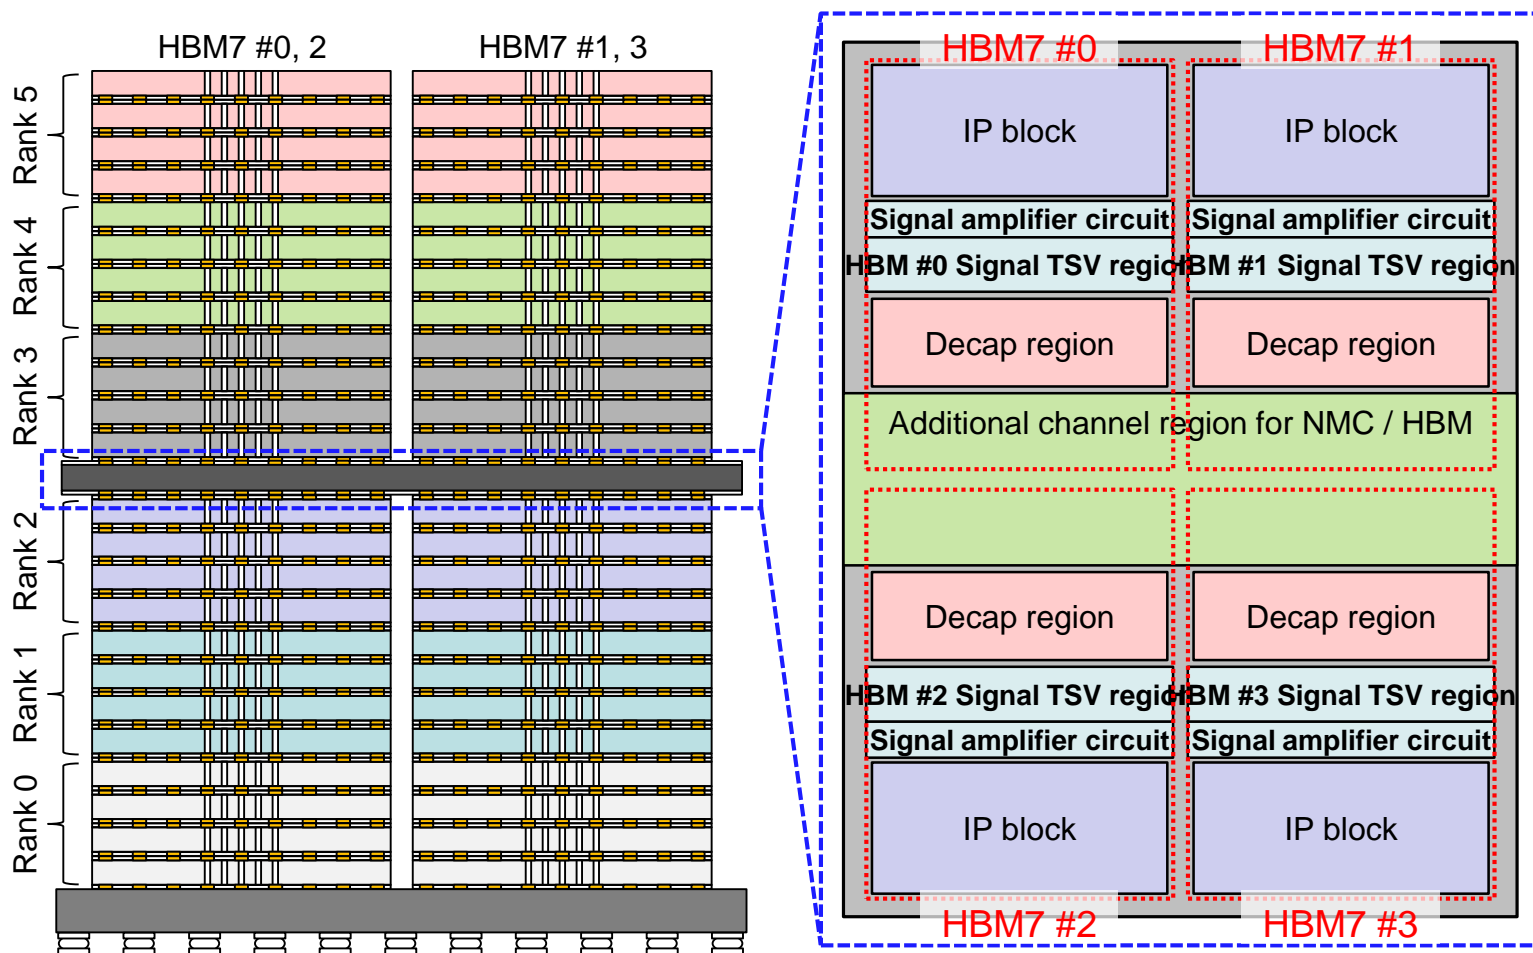 HBM7 #0, 2
HBM7 #1, 3
Rank 5
Rank 4
Rank 3
Rank 2
Rank 1
Rank 0
HBM7 #0
HBM7 #1
IP block
IP block
Signal amplifier circuit
Signal amplifier circuit
HBM #0 Signal TSV region
HBM #1 Signal TSV region
Decap region
Decap region
Additional channel region for NMC / HBM
Decap region
Decap region
HBM #2 Signal TSV region
HBM #3 Signal TSV region
Signal amplifier circuit
Signal amplifier circuit
IP block
IP block
HBM7 #2
HBM7 #3